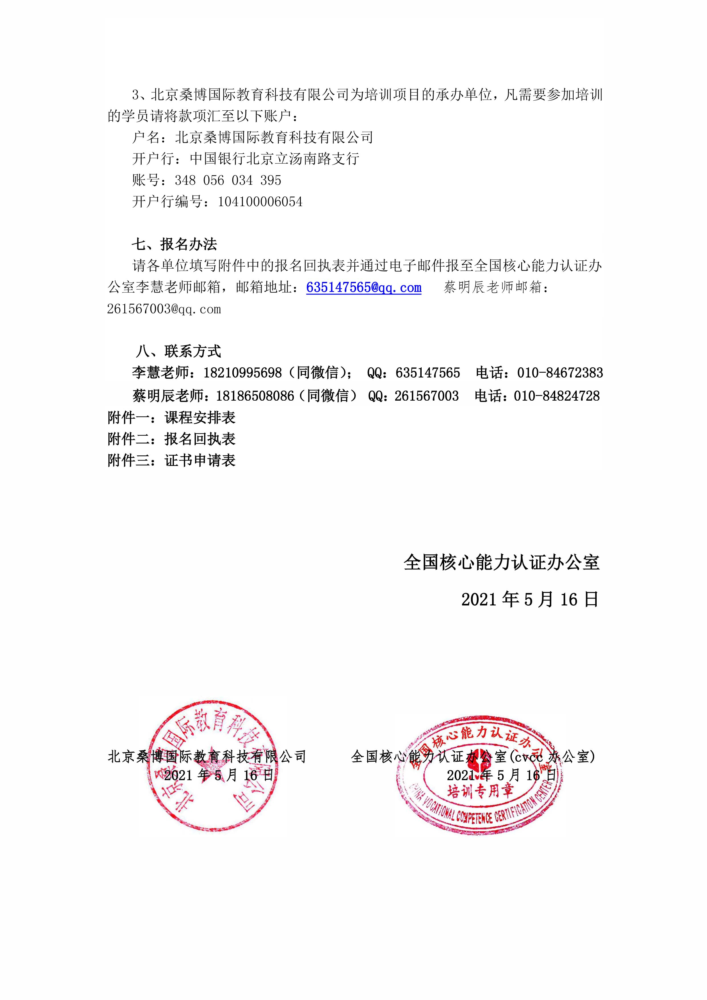 3、北京桑博国际教育科技有限公司为培训项目的承办单位，凡需要参加培训
的学员请将款项汇至以下账户：
户名：北京桑博国际教育科技有限公司
开户行：中国银行北京立汤南路支行
账号：348 056 034 395
开户行编号：104100006054
七、报名办法
请各单位填写附件中的报名回执表并通过电子邮件报至全国核心能力认证办
公室李慧老师邮箱，邮箱地址：635147565@qq.com 蔡明辰老师邮箱：
261567003@qq.com
八、联系方式
李慧老师：18210995698（同微信）； QQ：635147565 电话：010-84672383
蔡明辰老师：18186508086（同微信） QQ：261567003 电话：010-84824728
附件一：课程安排表
附件二：报名回执表
附件三：证书申请表
全国核心能力认证办公室
2021 年 5 月 16 日
北京桑博国际教育科技有限公司 全国核心能力认证办公室(cvcc 办公室)
2021 年 5 月 16 日 2021 年 5 月 16 日
北京桑博国际教育科技有限公司
全国核心能力认证办公室
CVCC
培训专用章
CHINA VOCATIONAL COMPETENCE CERTIFICATION CENTER